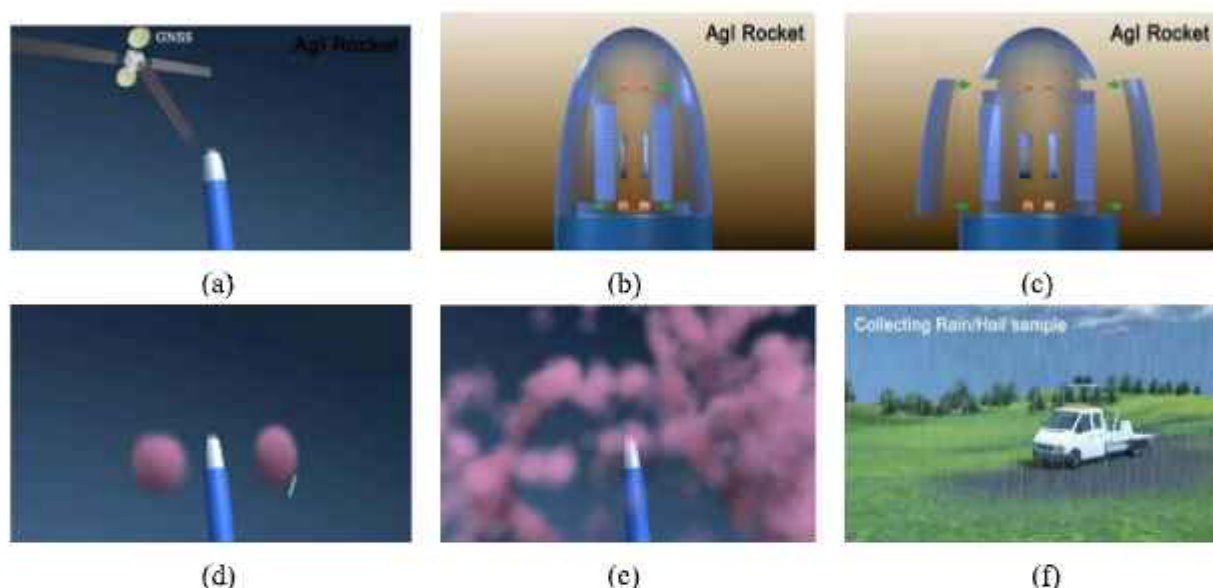 GNSS
AgI Rocket
AgI Rocket
AgI Rocket
(a)
(b)
(c)
Collecting Rain/Hail sample
(d)
(e)
(f)